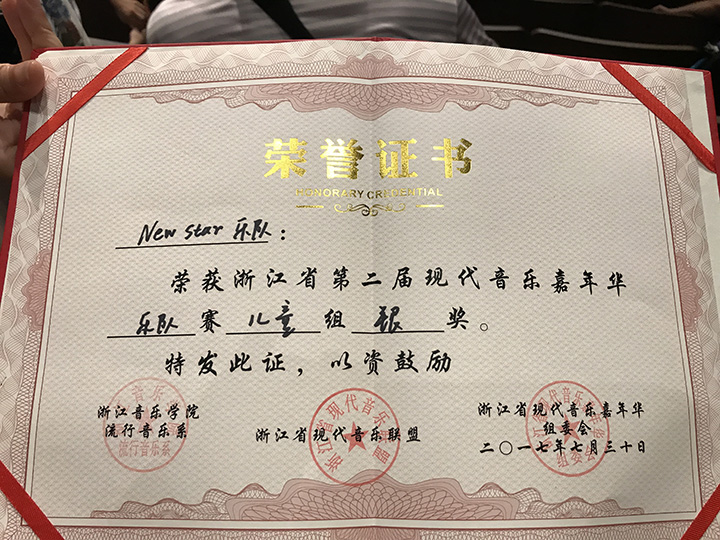 荣誉证书
HONORARY CREDENTIAL
New Star 乐队：
荣获浙江省第二届现代音乐嘉年华
乐队赛儿童组银奖。
特发此证，以资鼓励
浙江音乐学院
流行音乐系
浙江省现代音乐联盟
浙江省现代音乐嘉年华
组委会
二〇一七年七月三十日